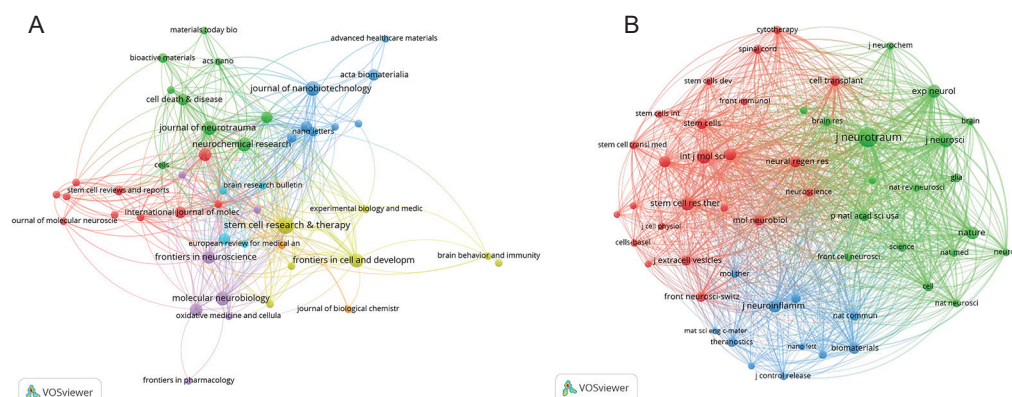 A
materials today bio
advanced healthcare materials
bioactive materials
acs nano
acta biomaterialia
journal of nanobiotechnology
cell death & disease
nano letters
journal of neurotrauma
neurochemical research
cells
brain research bulletin
stem cell reviews and reports
experimental biology and medic
international journal of molec
ournal of molecular neuroscie
stem cell research & therapy
european review for medical an
frontiers in neuroscience
frontiers in cell and developm
brain behavior and immunity
molecular neurobiology
journal of biological chemistr
oxidative medicine and cellula
frontiers in pharmacology
VOSviewer
B
cytotherapy
spinal cord
j neurochem
stem cells dev
cell transplant
exp neurol
front immunol
stem cells int
stem cells
brain res
brain
j neurotraum
j neurosci
stem cell transl med
int j mol sci
neural regen res
glia
neuroscience
nat rev neurosci
stem cell res ther
j cell physiol
mol neurobiol
p natl acad sci usa
nature
cells-basel
science
nat med
neuro
j extracell vesicles
front cell neurosci
mol ther
cell
front neurosci-switz
j neuroinflamm
nat neurosci
nat commun
mat sci eng c-mater
theranostics
nano lett
biomaterials
j control release
VOSviewer